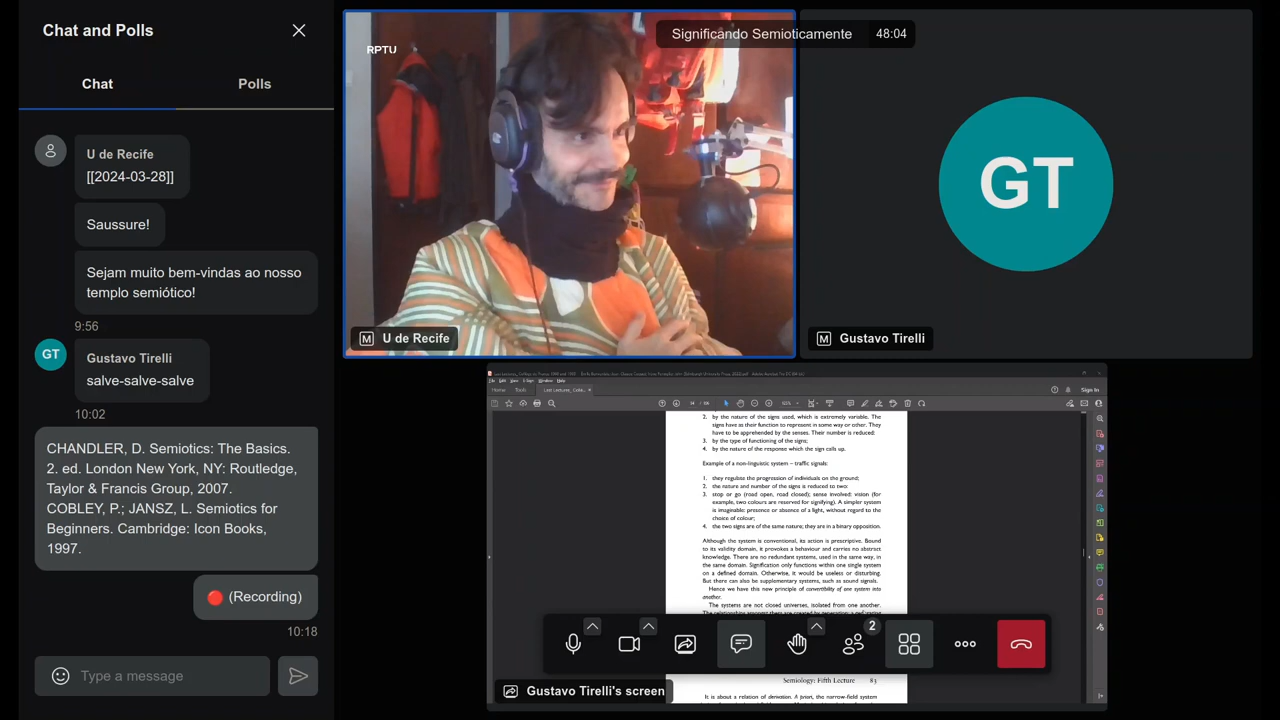 Chat and Polls
Chat
Polls
U de Recife
[[2024-03-28]]
Saussure!
Sejam muito bem-vindas ao nosso
templo semiótico!
9:56
GT
Gustavo Tirelli
salve-salve-salve
10:02
2. ed. London New York, NY: Routledge,
Taylor & Francis Group, 2007.
Cobley P, Jansz L. Semiotics for
Beginners. Cambridge: Icon Books,
1997.
(Recording)
10:18
Type a message
RPTU
Significando Semioticamente
48:04
M
U de Recife
GT
M
Gustavo Tirelli
Home
Tools
Sign In
2. by the nature of the signs used, which is extremely variable. The
signs have as their function to represent in some way or other. They
have to be apprehended by the senses. Their number is reduced:
3. by the type of functioning of the signs;
4. by the nature of the response which the sign calls up.
Example of a non-linguistic system – traffic signals:
1. they regulate the progression of individuals on the ground;
2. the nature and number of the signs is reduced to two:
3. stop or go (road open, road closed); sense involved: vision (for
example, two colours are reserved for signifying). A simpler system
is imaginable: presence or absence of a light, without regard to the
choice of colour;
4. the two signs are of the same nature; they are in a binary opposition.
Although the system is conventional, its action is prescriptive. Bound
to its validity domain, it provokes a behaviour and carries no abstract
knowledge. There are no redundant systems, used in the same way, in
the same domain. Signification only functions within one single system
on a defined domain. Otherwise, it would be useless or disturbing.
But there can also be supplementary systems, such as sound signals.
Hence we have this new principle of convertibility of one system into
another.
The systems are not closed universes, isolated from one another.
2
Semiology: Fifth Lecture 83
It is about a relation of derivation. A fortiori, the narrow-field system
Gustavo Tirelli's screen